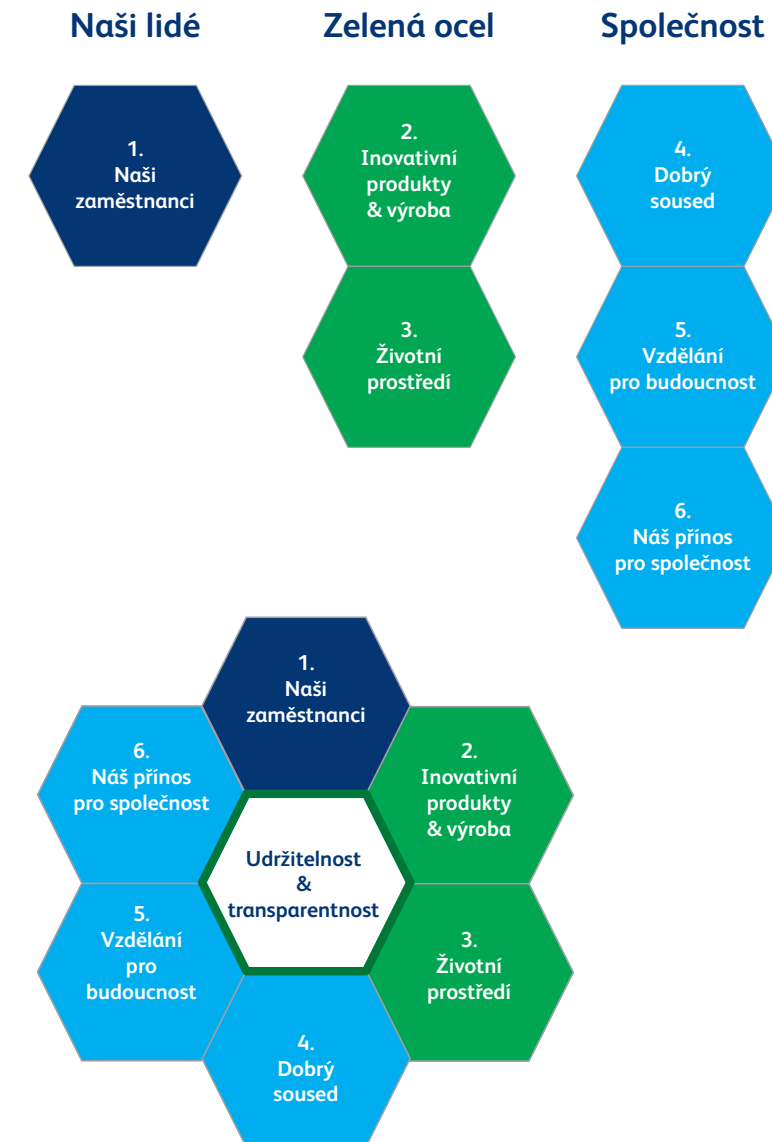 Naši lidé
Zelená ocel
Společnost
1.
Naši
zaměstnanci
2.
Inovativní
produkty
& výroba
4.
Dobrý
soused
3.
Životní
prostředí
5.
Vzdělání
pro budoucnost
6.
Náš přínos
pro společnost
1.
Naši
zaměstnanci
6.
Náš přínos
pro společnost
2.
Inovativní
produkty
& výroba
Udržitelnost
&
transparentnost
5.
Vzdělání
pro
budoucnost
3.
Životní
prostředí
4.
Dobrý
soused